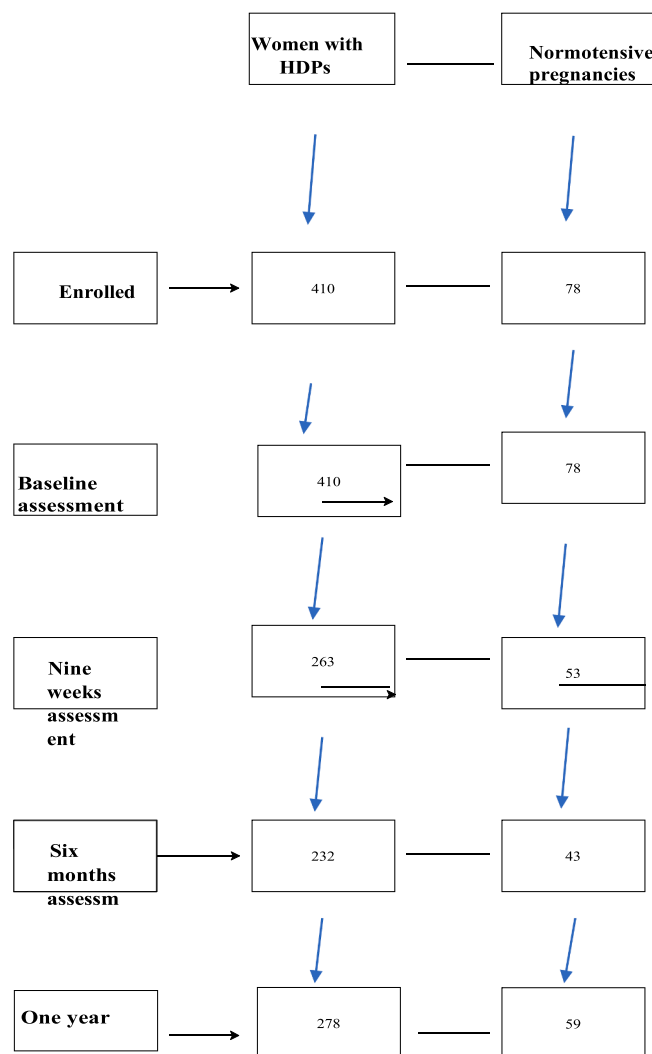 Women with
HDPs
Normotensive
pregnancies
Enrolled
410
78
Baseline
assessment
410
78
Nine
weeks
assessm
ent
263
53
Six
months
assessm
232
43
One year
278
59